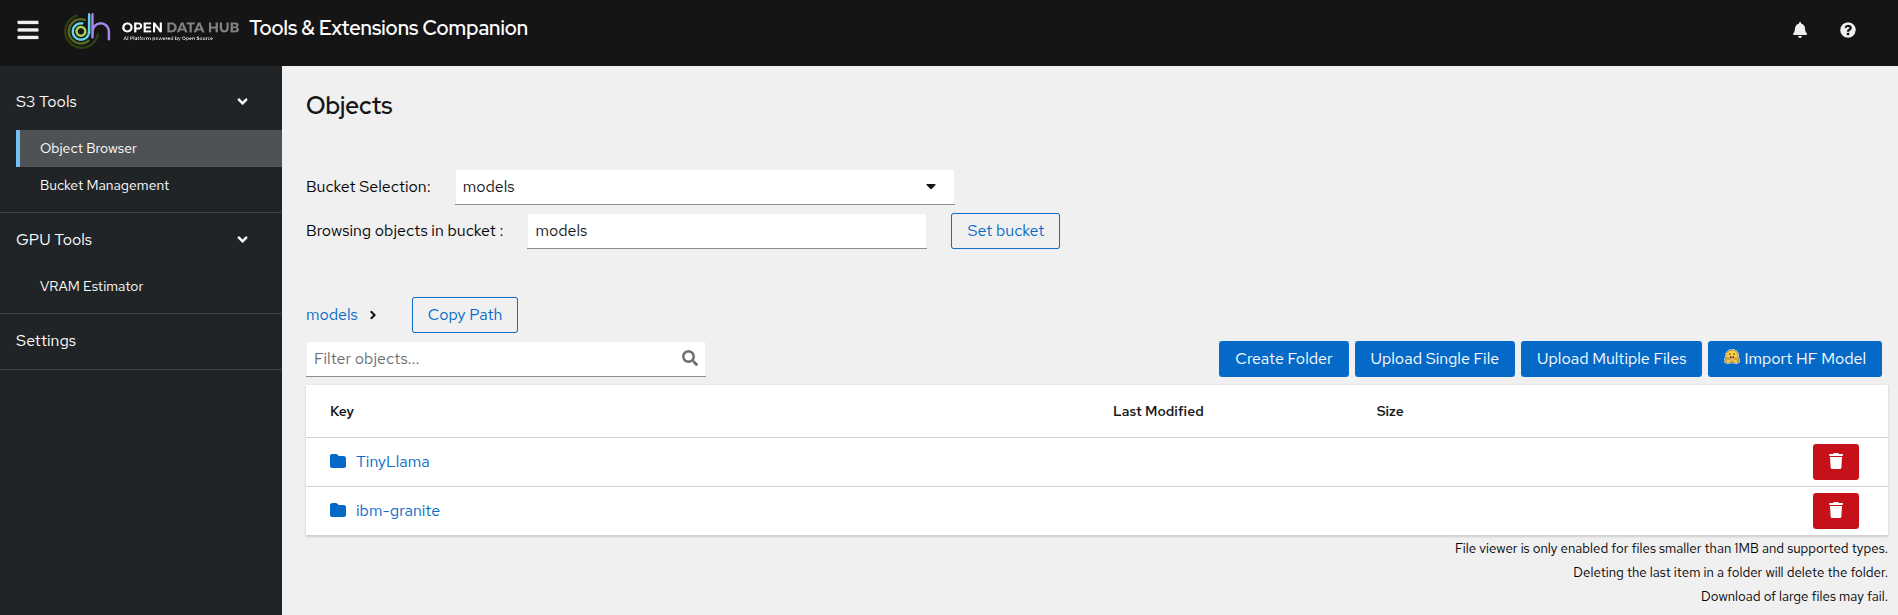 OPEN DATA HUB
AI Platform powered by Open Source
Tools & Extensions Companion
S3 Tools
Object Browser
Bucket Management
GPU Tools
VRAM Estimator
Settings
Objects
Bucket Selection: models
Browsing objects in bucket : models Set bucket
models Copy Path
Filter objects... Create Folder Upload Single File Upload Multiple Files Import HF Model
Key Last Modified Size
TinyLlama
ibm-granite
File viewer is only enabled for files smaller than 1MB and supported types.
Deleting the last item in a folder will delete the folder.
Download of large files may fail.